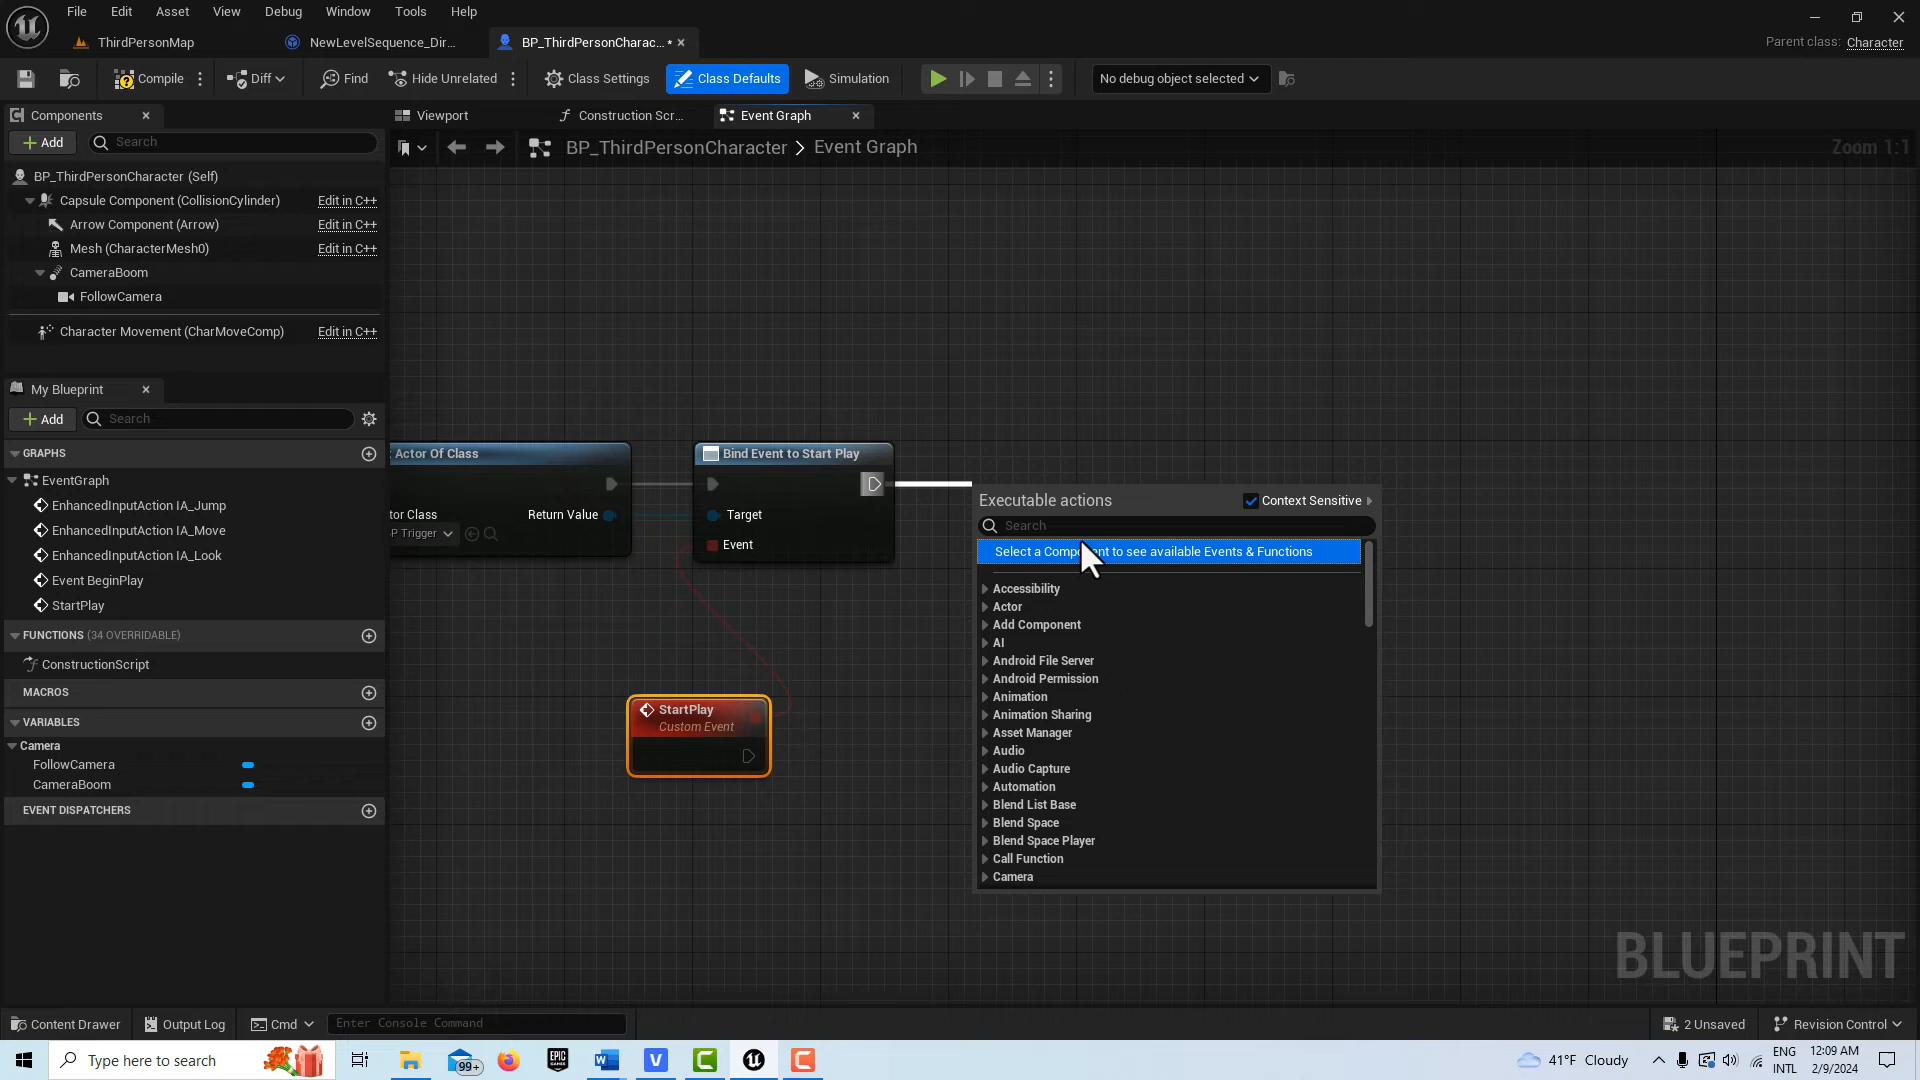 File Edit Asset View Debug Window Tools Help
ThirdPersonMap
NewLevelSequence_Dir...
BP_ThirdPersonCharac... •
Parent class: Character
Compile
Diff
Find
Hide Unrelated
Class Settings
Class Defaults
Simulation
No debug object selected
Components
Viewport
Construction Scr...
Event Graph
Add
Search
BP_ThirdPersonCharacter > Event Graph
Zoom 1:1
BP_ThirdPersonCharacter (Self)
Capsule Component (CollisionCylinder) Edit in C++
Arrow Component (Arrow) Edit in C++
Mesh (CharacterMesh0) Edit in C++
CameraBoom
FollowCamera
Character Movement (CharMoveComp) Edit in C++
My Blueprint
Add
Search
GRAPHS
EventGraph
EnhancedInputAction IA_Jump
EnhancedInputAction IA_Move
EnhancedInputAction IA_Look
Event BeginPlay
StartPlay
FUNCTIONS (34 OVERRIDABLE)
ConstructionScript
MACROS
VARIABLES
Camera
FollowCamera
CameraBoom
EVENT DISPATCHERS
Actor Of Class
tor Class
Return Value
P Trigger
Bind Event to Start Play
Target
Event
StartPlay
Custom Event
Executable actions
Context Sensitive
Search
Select a Component to see available Events & Functions
Accessibility
Actor
Add Component
AI
Android File Server
Android Permission
Animation
Animation Sharing
Asset Manager
Audio
Audio Capture
Automation
Blend List Base
Blend Space
Blend Space Player
Call Function
Camera
BLUEPRINT
Content Drawer
Output Log
Cmd
Enter Console Command
2 Unsaved
Revision Control
Type here to search
99+
EPIC GAMES
41°F Cloudy
ENG
INTL
12:09 AM
2/9/2024